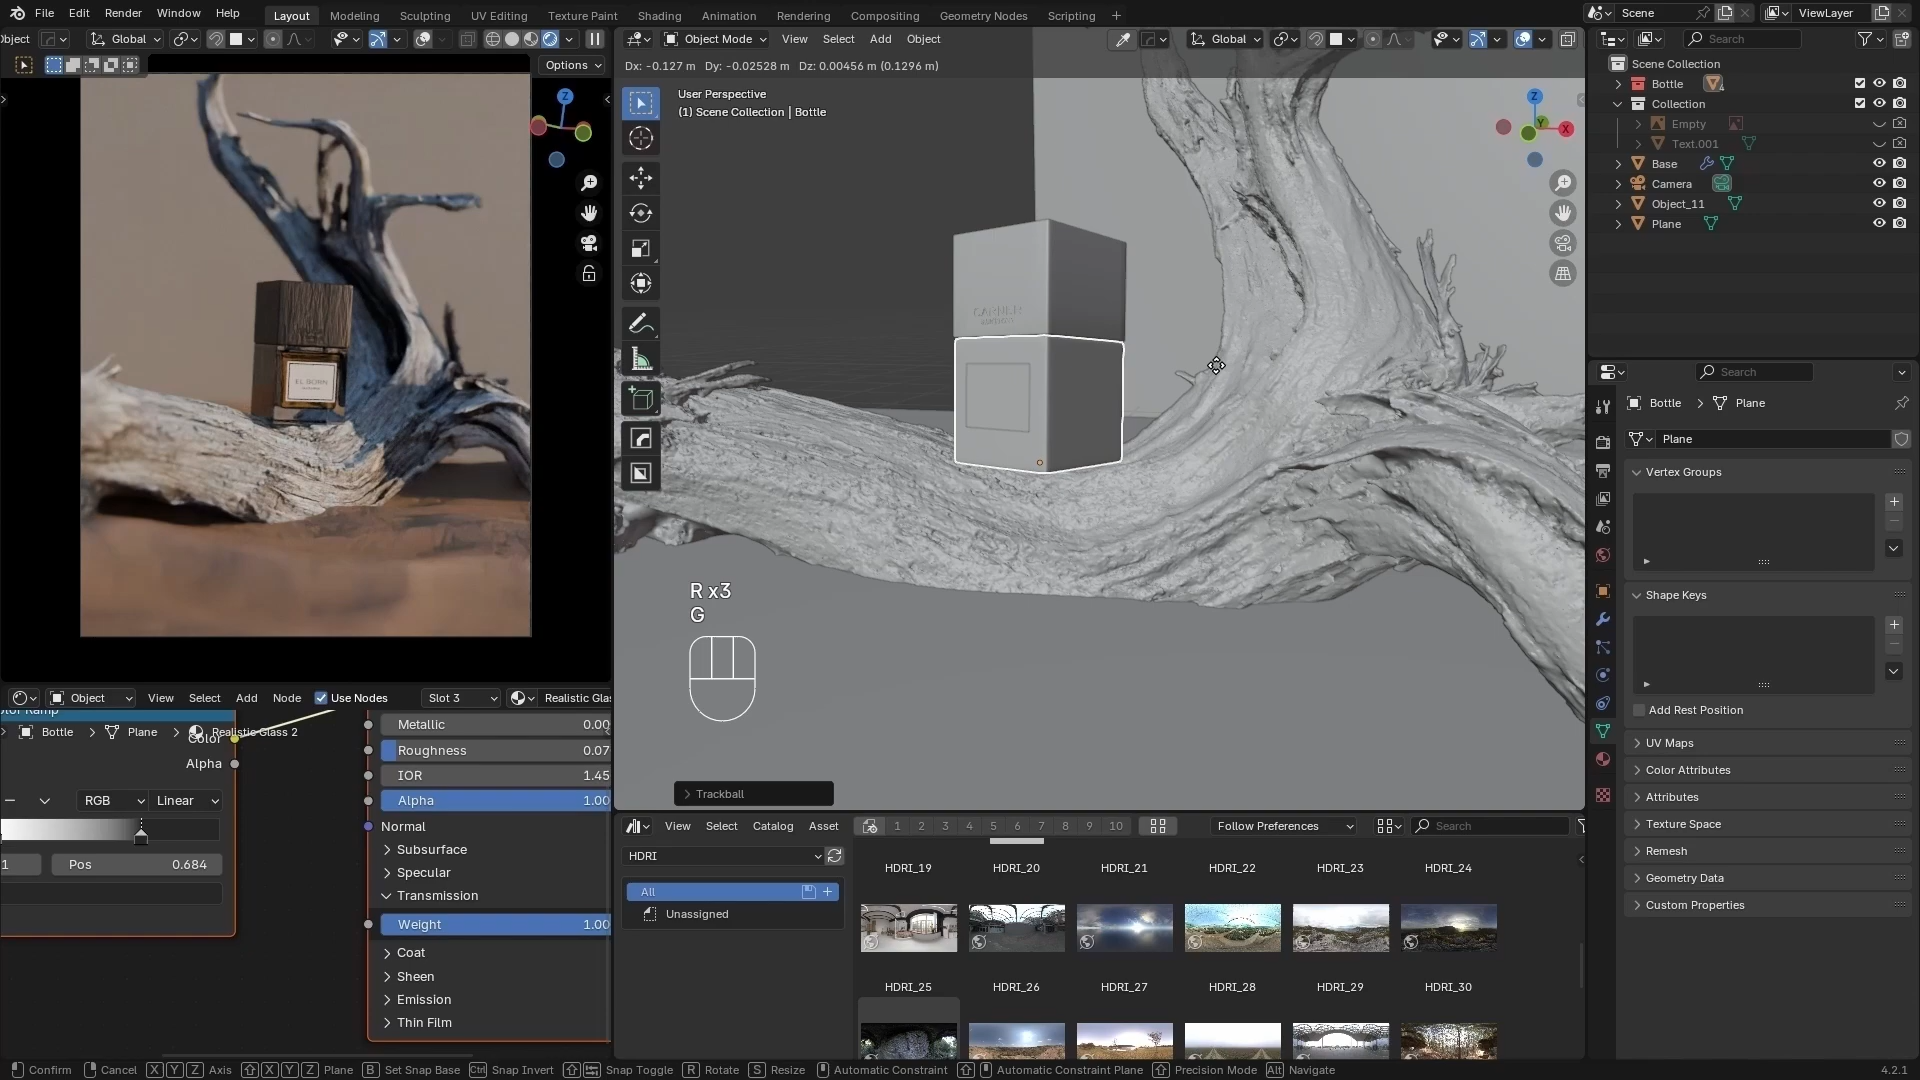 File Edit Render Window Help
Layout Modeling Sculpting UV Editing Texture Paint Shading Animation Rendering Compositing Geometry Nodes Scripting +
Scene
ViewLayer
bject Global
Object Mode View Select Add Object Global
Search
Options
Dx: -0.127 m Dy: -0.02528 m Dz: 0.00456 m (0.1296 m)
User Perspective
(1) Scene Collection | Bottle
Z
Z
Y
X
Scene Collection
Bottle
Collection
Empty
Text.001
Base
Camera
Object_11
Plane
EL BORN
R x3
G
Trackball
Search
Bottle > Plane
Plane
Vertex Groups
Shape Keys
Add Rest Position
UV Maps
Color Attributes
Attributes
Texture Space
Remesh
Geometry Data
Custom Properties
Object View Select Add Node Use Nodes Slot 3 Realistic Glas
Bottle > Plane > Realistic Glass 2
Color
Alpha
RGB Linear
1 Pos 0.684
Metallic 0.00
Roughness 0.07
IOR 1.45
Alpha 1.00
Normal
Subsurface
Specular
Transmission
Weight 1.00
Coat
Sheen
Emission
Thin Film
View Select Catalog Asset 1 2 3 4 5 6 7 8 9 10 Follow Preferences Search
HDRI
All
Unassigned
HDRI_19 HDRI_20 HDRI_21 HDRI_22 HDRI_23 HDRI_24
HDRI_25 HDRI_26 HDRI_27 HDRI_28 HDRI_29 HDRI_30
Confirm Cancel X Y Z Axis X Y Z Plane B Set Snap Base Ctrl Snap Invert Snap Toggle R Rotate S Resize Automatic Constraint Automatic Constraint Plane Precision Mode Alt Navigate 4.2.1